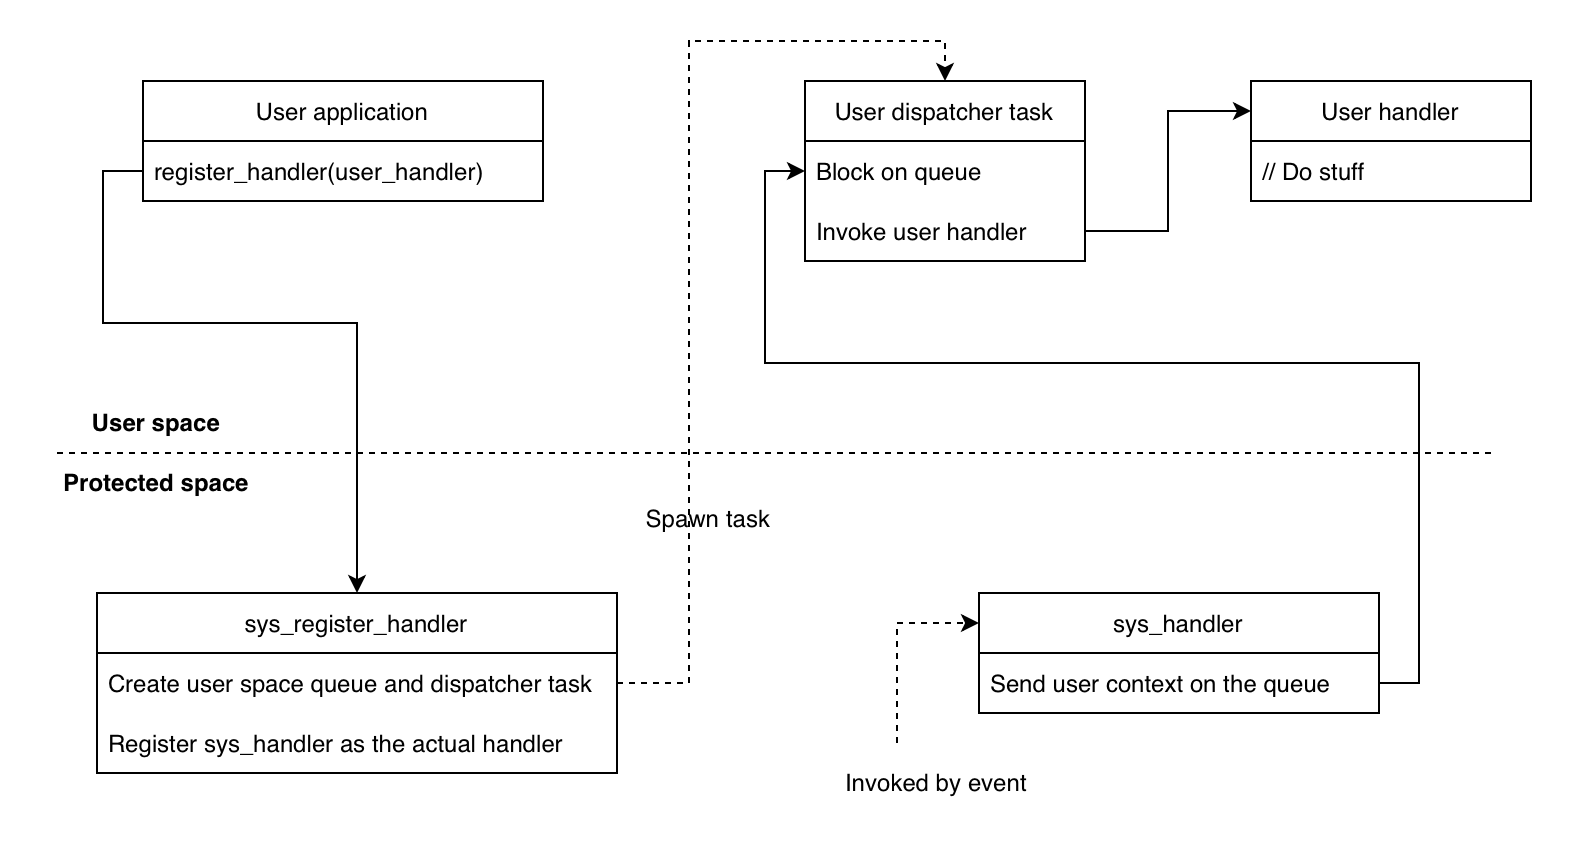 User application
register_handler(user_handler)
User dispatcher task
Block on queue
Invoke user handler
User handler
// Do stuff
User space
Protected space
Spawn task
sys_register_handler
Create user space queue and dispatcher task
Register sys_handler as the actual handler
sys_handler
Send user context on the queue
Invoked by event